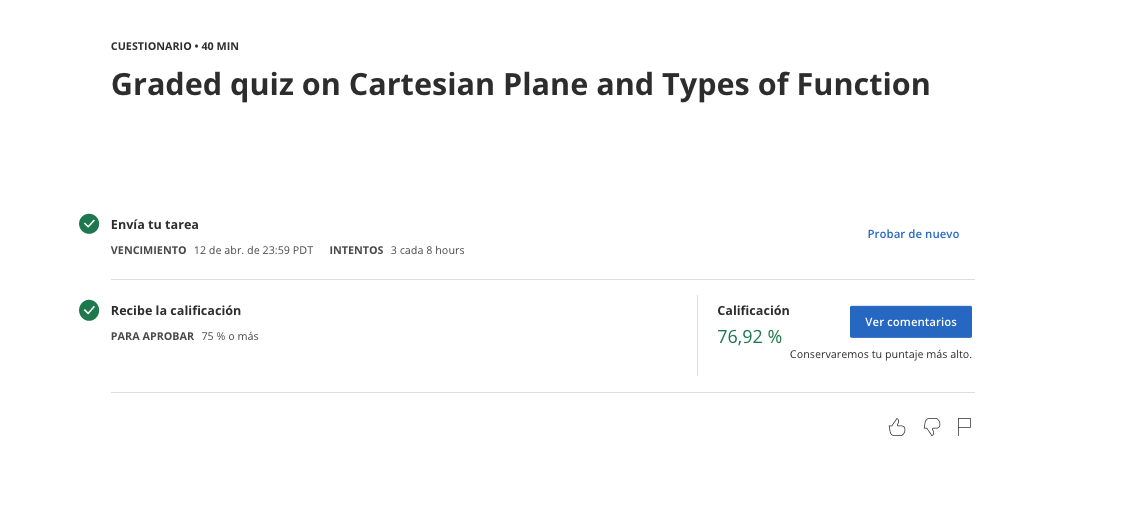 CUESTIONARIO • 40 MIN
Graded quiz on Cartesian Plane and Types of Function
Envía tu tarea
VENCIMIENTO 12 de abr. de 23:59 PDT INTENTOS 3 cada 8 hours
Probar de nuevo
Recibe la calificación
PARA APROBAR 75 % o más
Calificación
76,92 %
Ver comentarios
Conservaremos tu puntaje más alto.